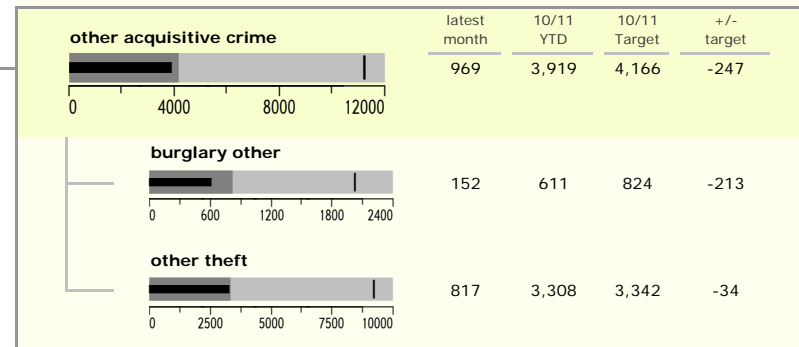 latest month 10/11 YTD 10/11 Target +/- target
other acquisitive crime
969 3,919 4,166 -247
0 4000 8000 12000
burglary other
152 611 824 -213
0 600 1200 1800 2400
other theft
817 3,308 3,342 -34
0 2500 5000 7500 10000